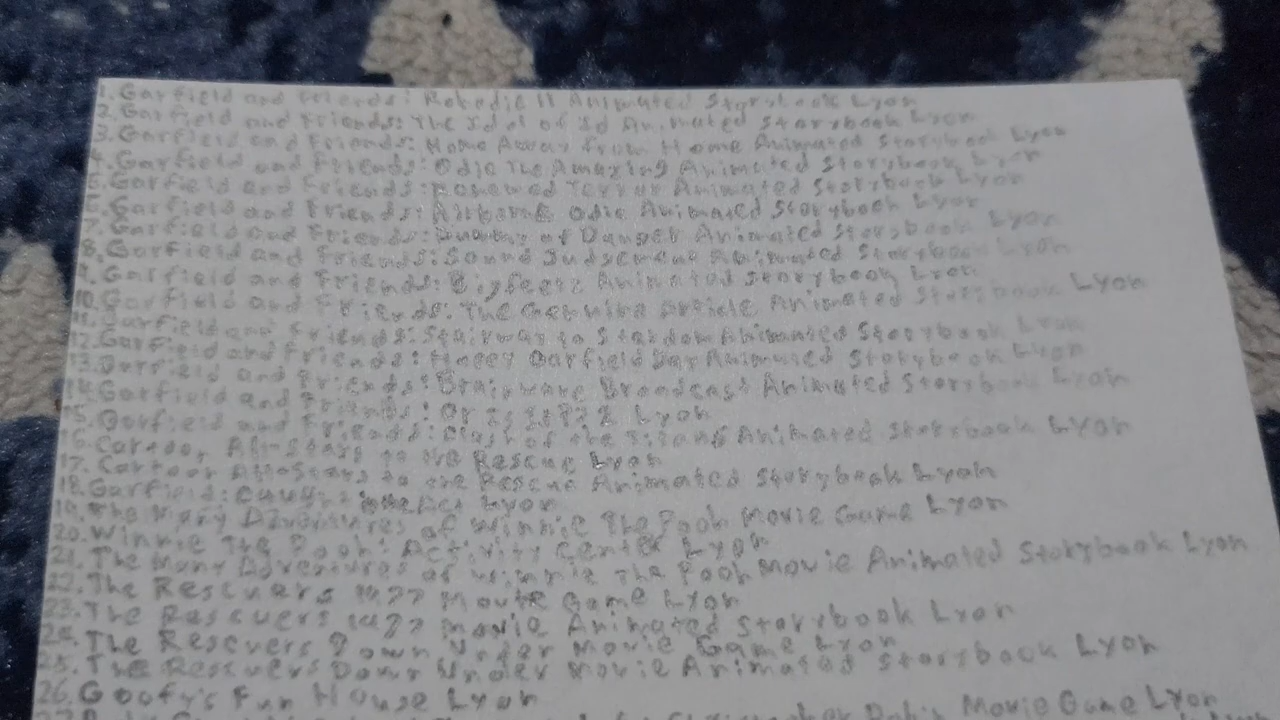 1. Garfield and Friends: Robodie II Animated Storybook Lyon
2. Garfield and Friends: The Idol of Id Animated Storybook Lyon
3. Garfield and Friends: Home Away From Home Animated Storybook Lyon
4. Garfield and Friends: Odie The Amazing Animated Storybook Lyon
5. Garfield and Friends: Renewed Terror Animated Storybook Lyon
6. Garfield and Friends: Airborne Odie Animated Storybook Lyon
7. Garfield and Friends: of Danger Animated Storybook Lyon
8. Garfield and Friends: Sound Judgement Animated Storybook Lyon
9. Garfield and Friends: Bigfeetz Animated Storybook Lyon
10. Garfield and Friends: The Genuine Article Animated Storybook Lyon
11. Garfield and Friends: Stairway to Stardom Animated Storybook Lyon
12. Garfield and Friends: Garfield Day Animated Storybook Lyon
13. Garfield and Friends: Brainwave Broadcast Animated Storybook Lyon
14. Garfield and Friends: Orson Lyon
15. Garfield and Friends: Clash of the Titans Animated Storybook Lyon
16. Cartoon All-Stars to the Rescue Lyon
17. Cartoon All-Stars to the Rescue Animated Storybook Lyon
18. Garfield: Lyon
19. The Many Adventures of Winnie The Pooh Movie Game Lyon
20. Winnie The Pooh: Activity Center Lyon
21. The Many Adventures of Winnie The Pooh Movie Animated Storybook Lyon
22. The Rescuers 1977 Movie Game Lyon
23. The Rescuers 1977 Movie Animated Storybook Lyon
24. The Rescuers Down Under Movie Game Lyon
25. The Rescuers Down Under Movie Animated Storybook Lyon
26. Goofy's Fun House Lyon
Movie Game Lyon